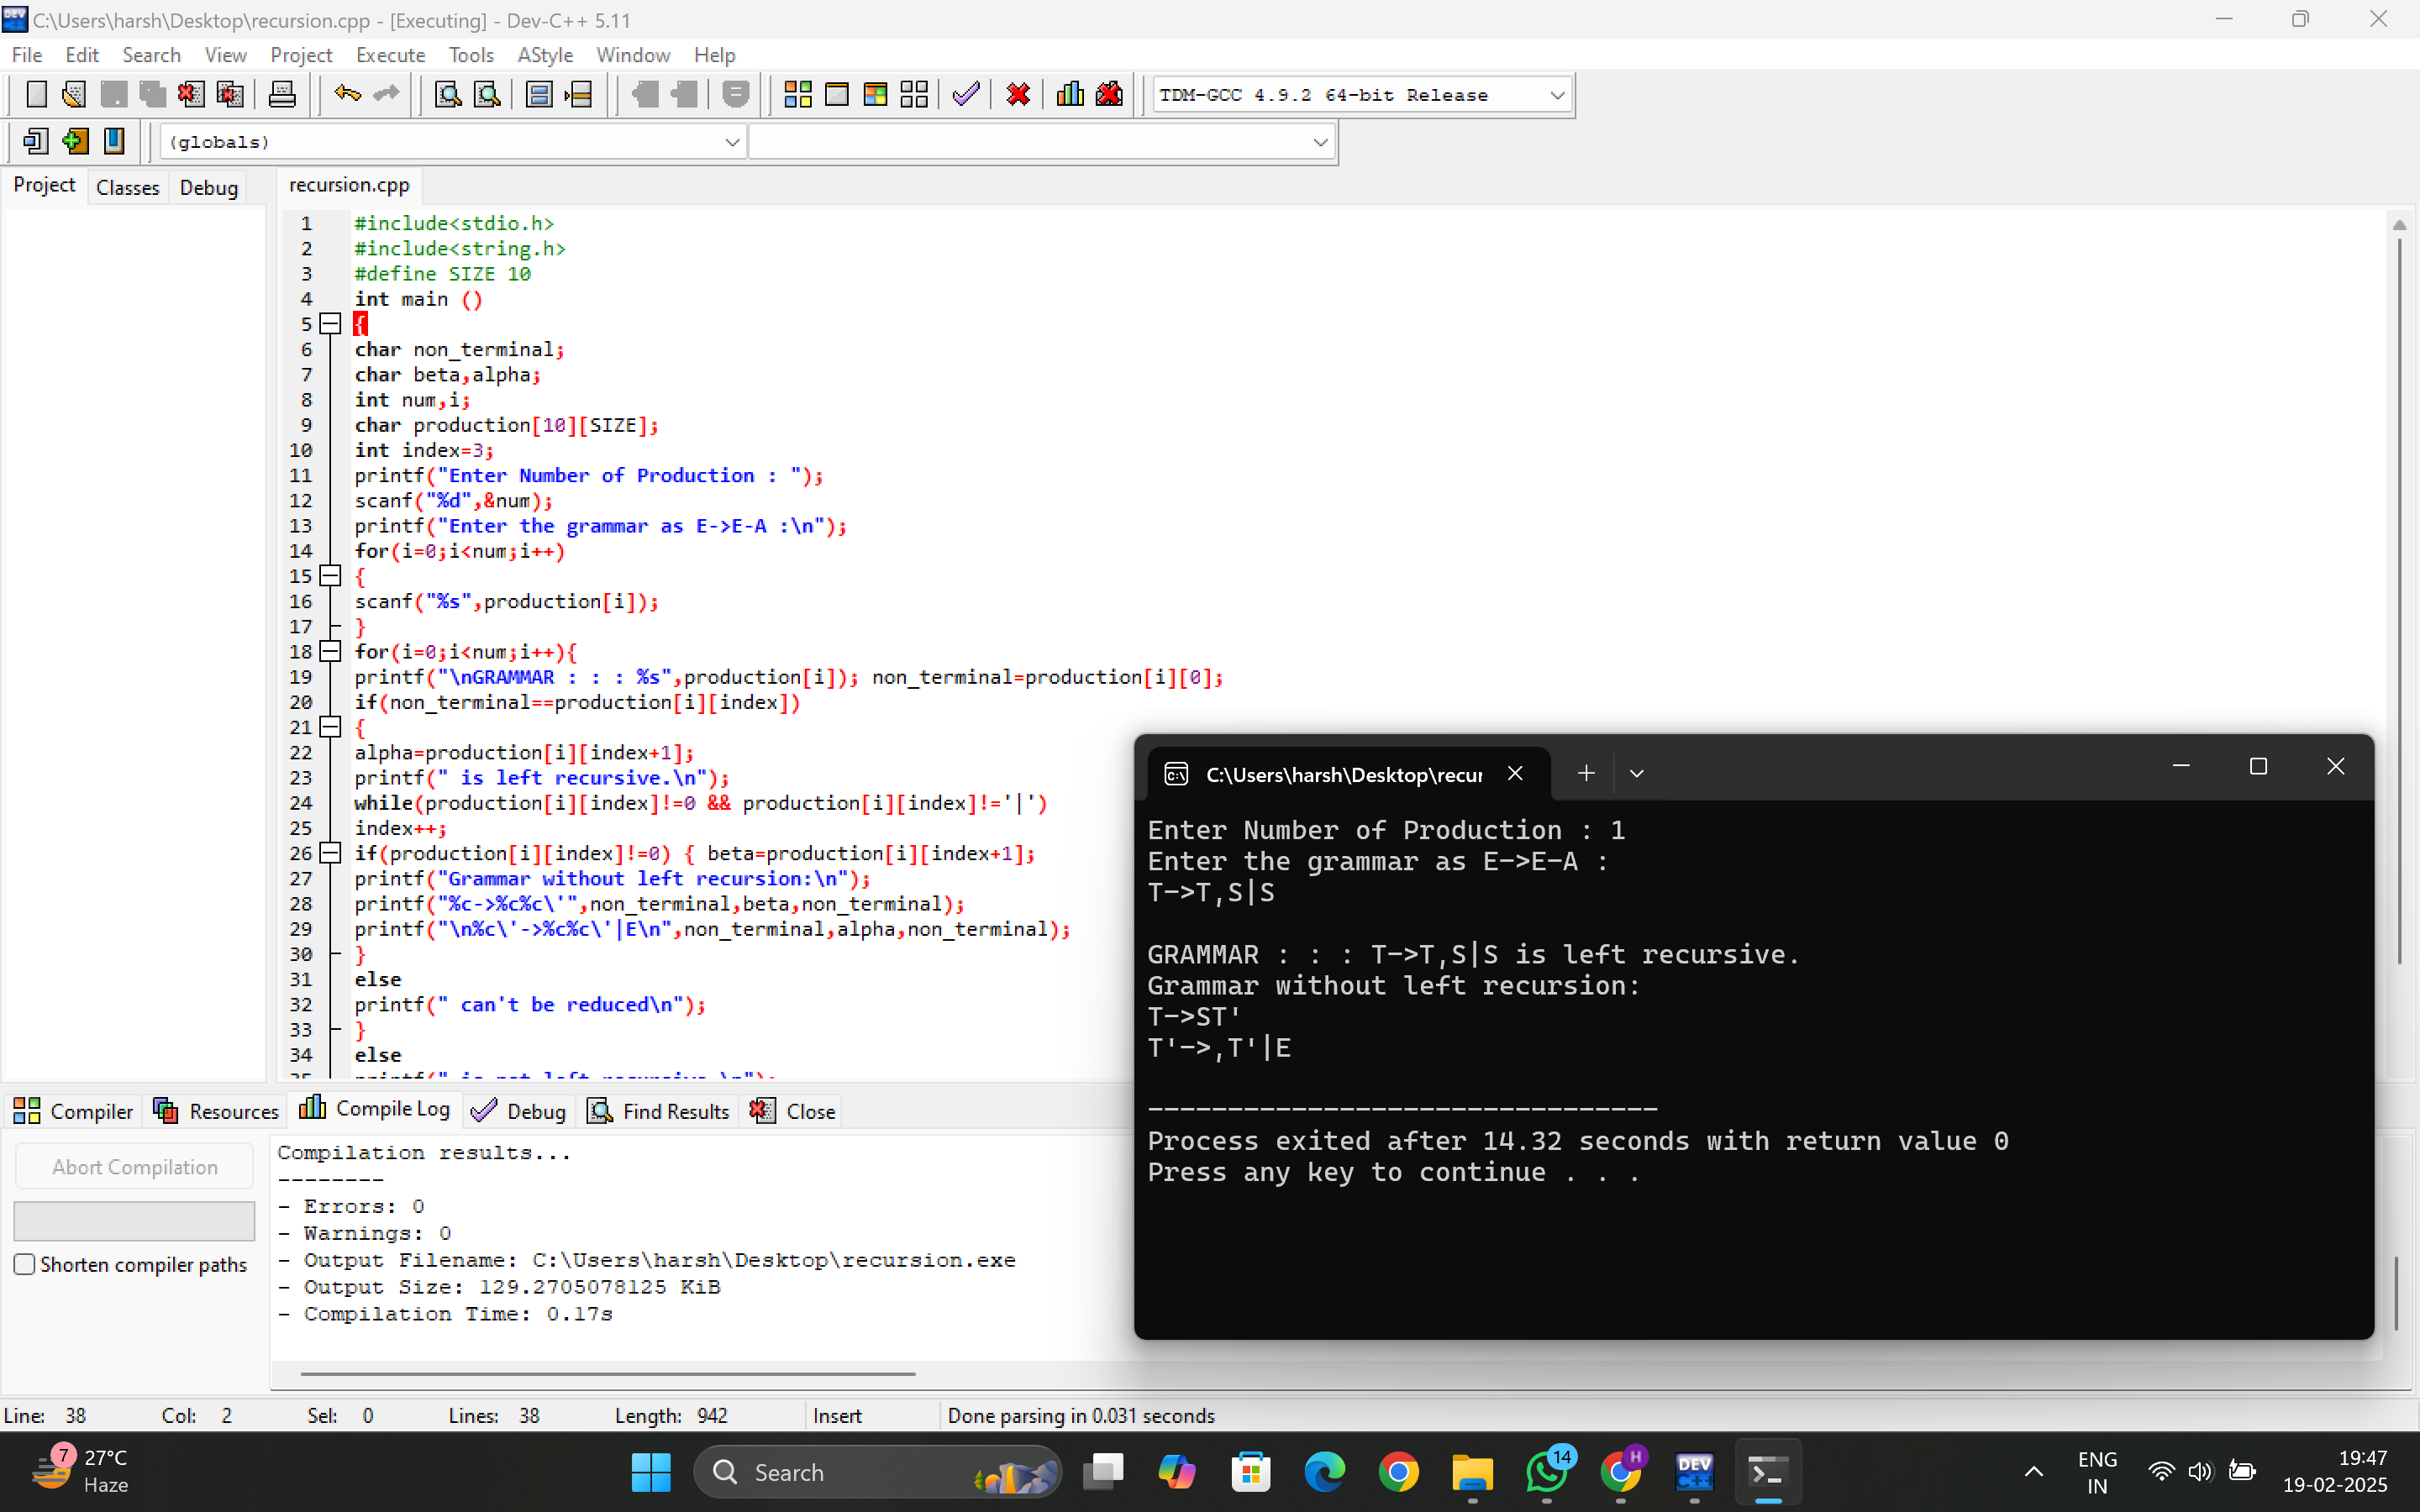 C:\Users\harsh\Desktop\recursion.cpp - [Executing] - Dev-C++ 5.11
File Edit Search View Project Execute Tools AStyle Window Help
TDM-GCC 4.9.2 64-bit Release
(globals)
Project Classes Debug
recursion.cpp
1 #include<stdio.h>
2 #include<string.h>
3 #define SIZE 10
4 int main ()
5 {
6 char non_terminal;
7 char beta,alpha;
8 int num,i;
9 char production[10][SIZE];
10 int index=3;
11 printf("Enter Number of Production : ");
12 scanf("%d",&num);
13 printf("Enter the grammar as E->E-A :\n");
14 for(i=0;i<num;i++)
15 {
16 scanf("%s",production[i]);
17 }
18 for(i=0;i<num;i++){
19 printf("\nGRAMMAR : : : %s",production[i]); non_terminal=production[i][0];
20 if(non_terminal==production[i][index])
21 {
22 alpha=production[i][index+1];
23 printf(" is left recursive.\n");
24 while(production[i][index]!=0 && production[i][index]!='|')
25 index++;
26 if(production[i][index]!=0) { beta=production[i][index+1];
27 printf("Grammar without left recursion:\n");
28 printf("%c->%c%c\'",non_terminal,beta,non_terminal);
29 printf("\n%c\'->%c%c\'|E\n",non_terminal,alpha,non_terminal);
30 }
31 else
32 printf(" can't be reduced\n");
33 }
34 else
C:\Users\harsh\Desktop\recur
Enter Number of Production : 1
Enter the grammar as E->E-A :
T->T,S|S
GRAMMAR : : : T->T,S|S is left recursive.
Grammar without left recursion:
T->ST'
T'->,T'|E
--------------------------------
Process exited after 14.32 seconds with return value 0
Press any key to continue . . .
Compiler Resources Compile Log Debug Find Results Close
Abort Compilation
Shorten compiler paths
Compilation results...
--------
- Errors: 0
- Warnings: 0
- Output Filename: C:\Users\harsh\Desktop\recursion.exe
- Output Size: 129.2705078125 KiB
- Compilation Time: 0.17s
Line: 38 Col: 2 Sel: 0 Lines: 38 Length: 942 Insert Done parsing in 0.031 seconds
7
27°C
Haze
Search
14
H
DEV
C++
ENG
IN
19:47
19-02-2025